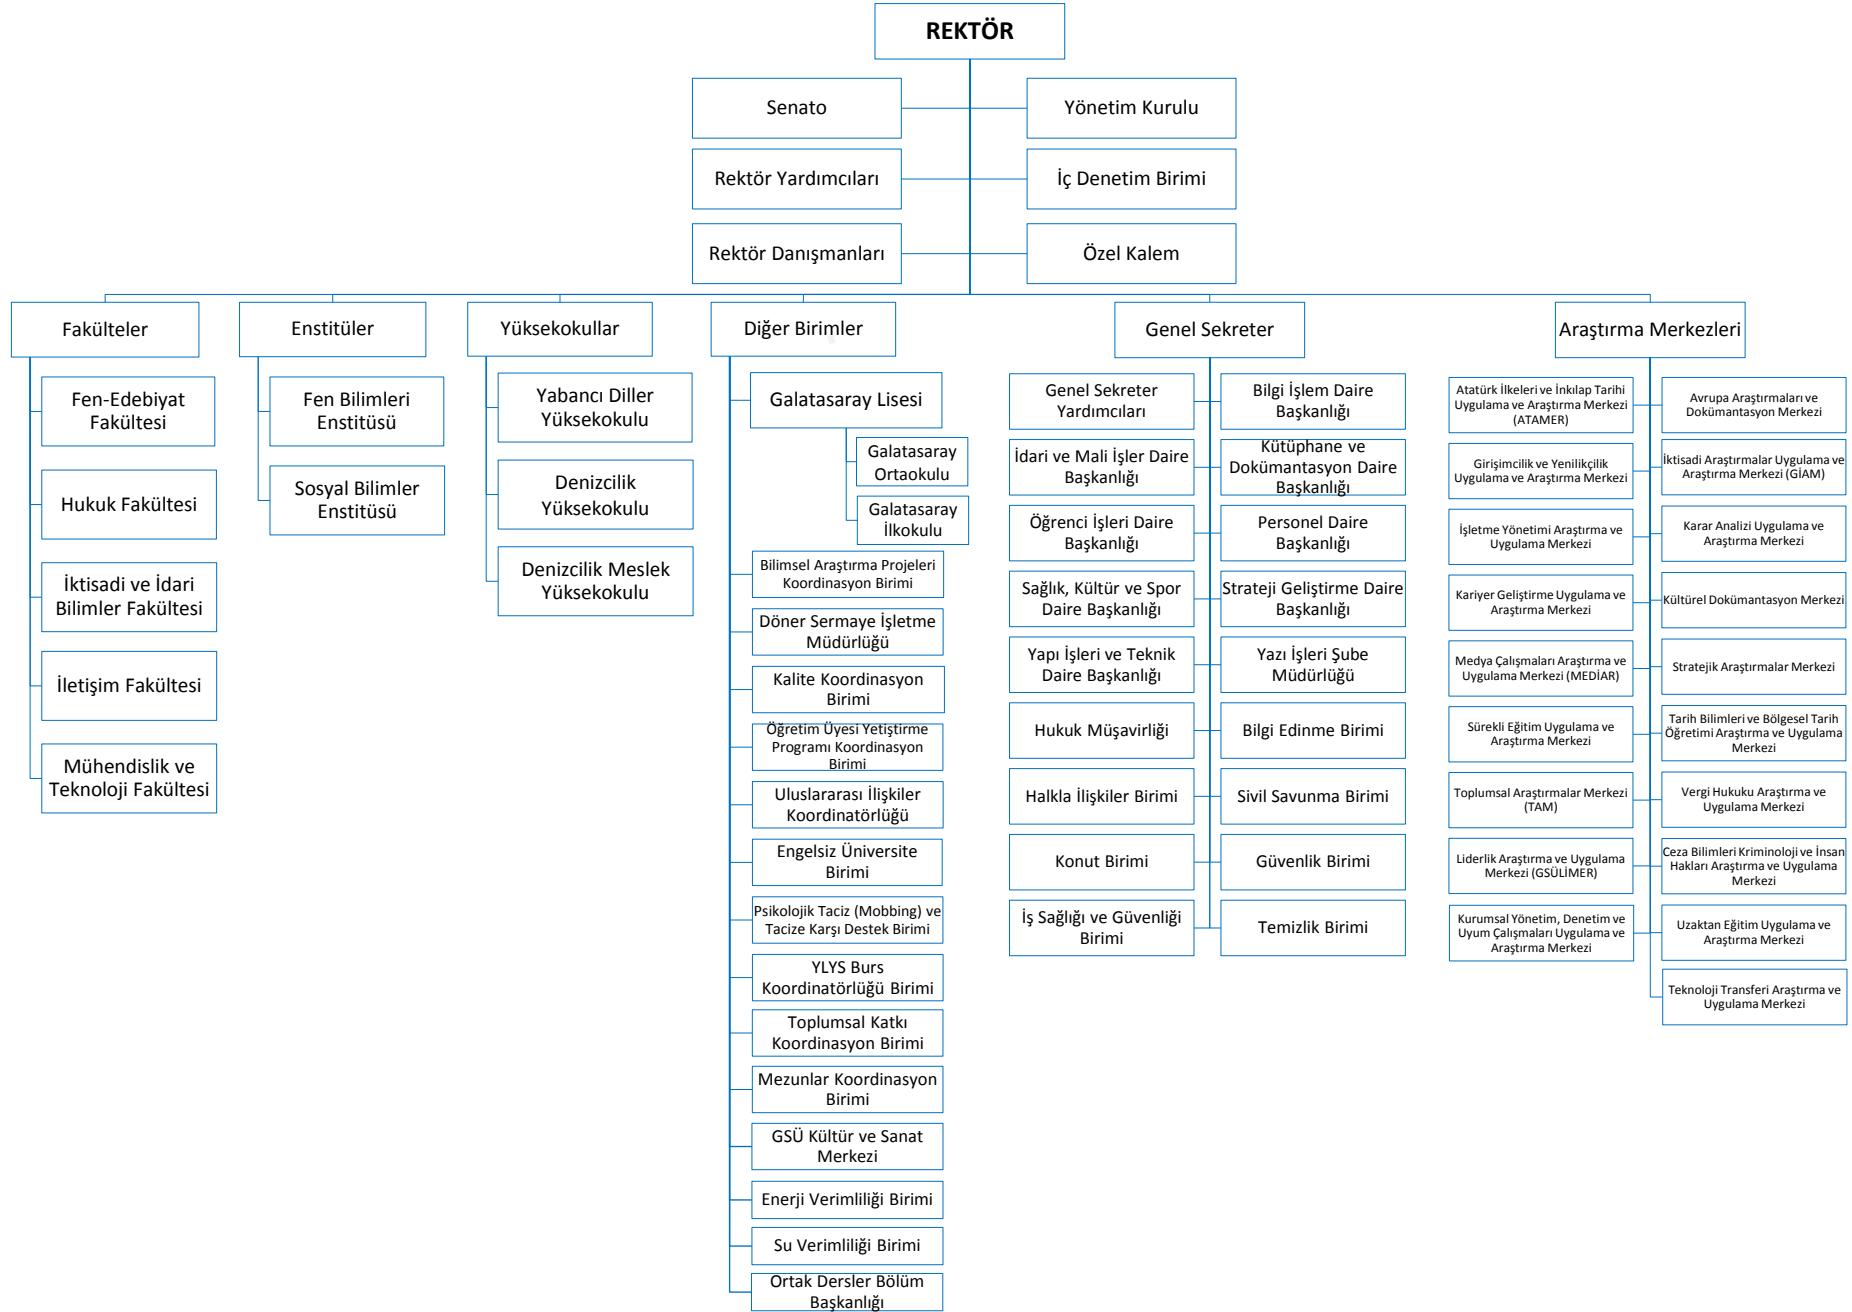 REKTÖR
Senato
Yönetim Kurulu
Rektör Yardımcıları
İç Denetim Birimi
Rektör Danışmanları
Özel Kalem
Fakülteler
Fen-Edebiyat
Fakültesi
Hukuk Fakültesi
İktisadi ve İdari
Bilimler Fakültesi
İletişim Fakültesi
Mühendislik ve
Teknoloji Fakültesi
Enstitüler
Fen Bilimleri
Enstitüsü
Sosyal Bilimler
Enstitüsü
Yüksekokullar
Yabancı Diller
Yüksekokulu
Denizcilik
Yüksekokulu
Denizcilik Meslek
Yüksekokulu
Diğer Birimler
Galatasaray Lisesi
Galatasaray
Ortaokulu
Galatasaray
İlkokulu
Bilimsel Araştırma Projeleri
Koordinasyon Birimi
Döner Sermaye İşletme
Müdürlüğü
Kalite Koordinasyon
Birimi
Öğretim Üyesi Yetiştirme
Programı Koordinasyon
Birimi
Uluslararası İlişkiler
Koordinatörlüğü
Engelsiz Üniversite
Birimi
Psikolojik Taciz (Mobbing) ve
Tacize Karşı Destek Birimi
YLYS Burs
Koordinatörlüğü Birimi
Toplumsal Katkı
Koordinasyon Birimi
Mezunlar Koordinasyon
Birimi
GSÜ Kültür ve Sanat
Merkezi
Enerji Verimliliği Birimi
Su Verimliliği Birimi
Ortak Dersler Bölüm
Başkanlığı
Genel Sekreter
Genel Sekreter
Yardımcıları
Bilgi İşlem Daire
Başkanlığı
İdari ve Mali İşler Daire
Başkanlığı
Kütüphane ve
Dokümantasyon Daire
Başkanlığı
Öğrenci İşleri Daire
Başkanlığı
Personel Daire
Başkanlığı
Sağlık, Kültür ve Spor
Daire Başkanlığı
Strateji Geliştirme Daire
Başkanlığı
Yapı İşleri ve Teknik
Daire Başkanlığı
Yazı İşleri Şube
Müdürlüğü
Hukuk Müşavirliği
Bilgi Edinme Birimi
Halkla İlişkiler Birimi
Sivil Savunma Birimi
Konut Birimi
Güvenlik Birimi
İş Sağlığı ve Güvenliği
Birimi
Temizlik Birimi
Araştırma Merkezleri
Atatürk İlkeleri ve İnkılap Tarihi
Uygulama ve Araştırma Merkezi
(ATAMER)
Avrupa Araştırmaları ve
Dokümantasyon Merkezi
Girişimcilik ve Yenilikçilik
Uygulama ve Araştırma Merkezi
İktisadi Araştırmalar Uygulama ve
Araştırma Merkezi (GİAM)
İşletme Yönetimi Araştırma ve
Uygulama Merkezi
Karar Analizi Uygulama ve
Araştırma Merkezi
Kariyer Geliştirme Uygulama ve
Araştırma Merkezi
Kültürel Dokümantasyon Merkezi
Medya Çalışmaları Araştırma ve
Uygulama Merkezi (MEDİAR)
Stratejik Araştırmalar Merkezi
Sürekli Eğitim Uygulama ve
Araştırma Merkezi
Tarih Bilimleri ve Bölgesel Tarih
Öğretimi Araştırma ve Uygulama
Merkezi
Toplumsal Araştırmalar Merkezi
(TAM)
Vergi Hukuku Araştırma ve
Uygulama Merkezi
Liderlik Araştırma ve Uygulama
Merkezi (GSÜLİMER)
Ceza Bilimleri Kriminoloji ve İnsan
Hakları Araştırma ve Uygulama
Merkezi
Kurumsal Yönetim, Denetim ve
Uyum Çalışmaları Uygulama ve
Araştırma Merkezi
Uzaktan Eğitim Uygulama ve
Araştırma Merkezi
Teknoloji Transferi Araştırma ve
Uygulama Merkezi